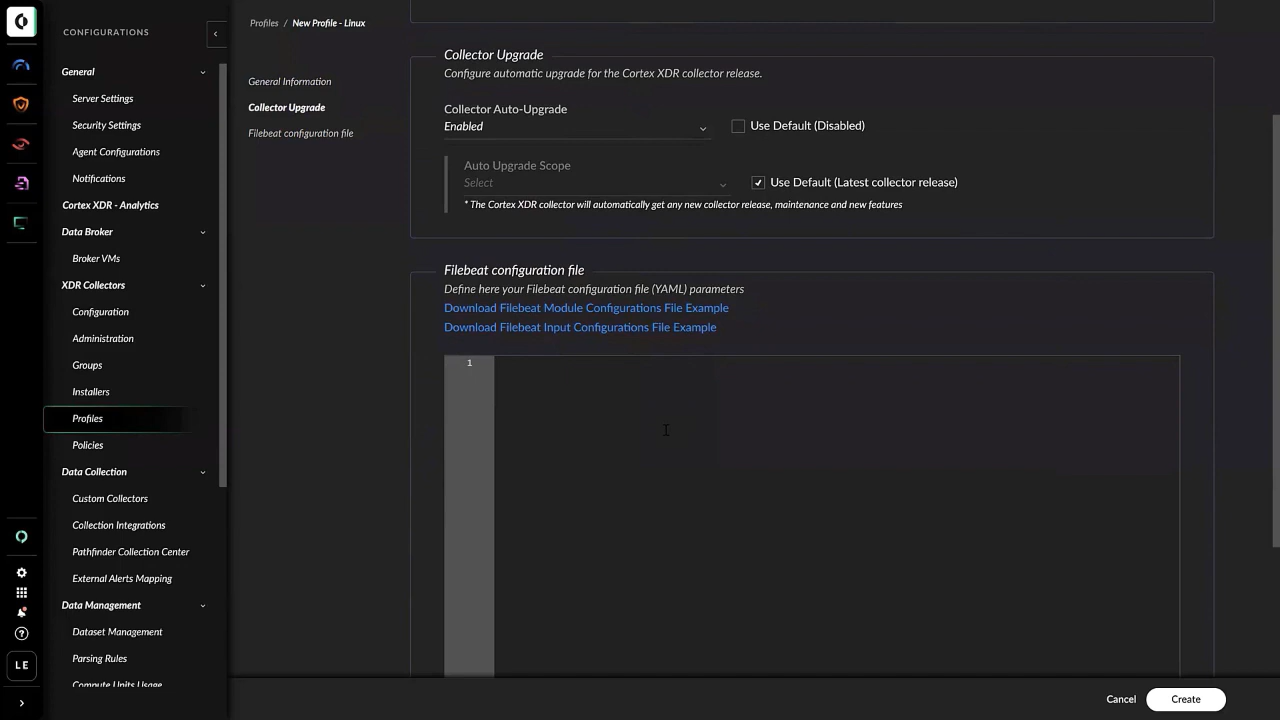 CONFIGURATIONS
General
Server Settings
Security Settings
Agent Configurations
Notifications
Cortex XDR - Analytics
Data Broker
Broker VMs
XDR Collectors
Configuration
Administration
Groups
Installers
Profiles
Policies
Data Collection
Custom Collectors
Collection Integrations
Pathfinder Collection Center
External Alerts Mapping
Data Management
Dataset Management
Parsing Rules
Compute Units Usage
LE
Profiles / New Profile - Linux
General Information
Collector Upgrade
Filebeat configuration file
Collector Upgrade
Configure automatic upgrade for the Cortex XDR collector release.
Collector Auto-Upgrade
Enabled
Use Default (Disabled)
Auto Upgrade Scope
Select
Use Default (Latest collector release)
* The Cortex XDR collector will automatically get any new collector release, maintenance and new features
Filebeat configuration file
Define here your Filebeat configuration file (YAML) parameters
Download Filebeat Module Configurations File Example
Download Filebeat Input Configurations File Example
1
Cancel
Create